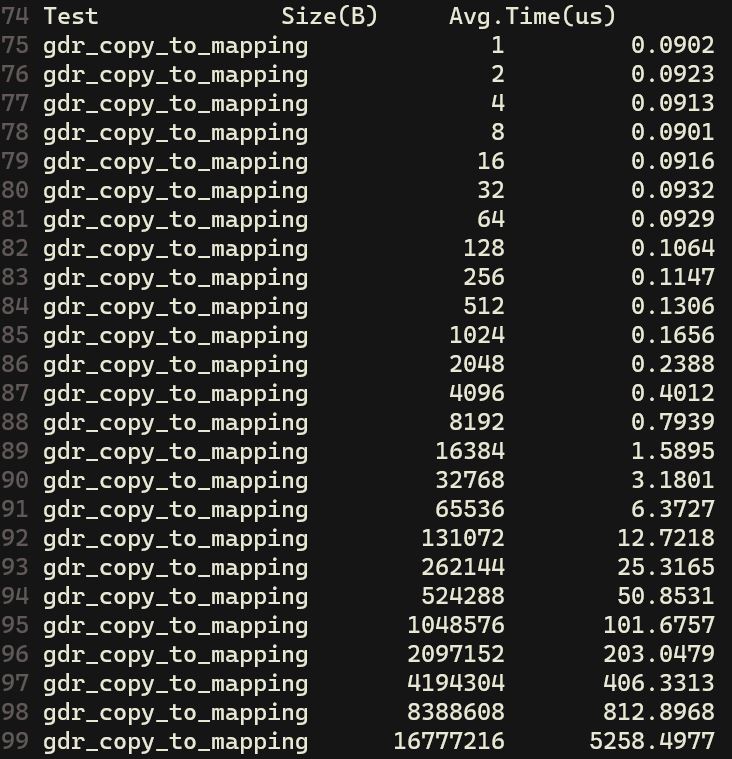 74 Test Size(B) Avg.Time(us)
75 gdr_copy_to_mapping 1 0.0902
76 gdr_copy_to_mapping 2 0.0923
77 gdr_copy_to_mapping 4 0.0913
78 gdr_copy_to_mapping 8 0.0901
79 gdr_copy_to_mapping 16 0.0916
80 gdr_copy_to_mapping 32 0.0932
81 gdr_copy_to_mapping 64 0.0929
82 gdr_copy_to_mapping 128 0.1064
83 gdr_copy_to_mapping 256 0.1147
84 gdr_copy_to_mapping 512 0.1306
85 gdr_copy_to_mapping 1024 0.1656
86 gdr_copy_to_mapping 2048 0.2388
87 gdr_copy_to_mapping 4096 0.4012
88 gdr_copy_to_mapping 8192 0.7939
89 gdr_copy_to_mapping 16384 1.5895
90 gdr_copy_to_mapping 32768 3.1801
91 gdr_copy_to_mapping 65536 6.3727
92 gdr_copy_to_mapping 131072 12.7218
93 gdr_copy_to_mapping 262144 25.3165
94 gdr_copy_to_mapping 524288 50.8531
95 gdr_copy_to_mapping 1048576 101.6757
96 gdr_copy_to_mapping 2097152 203.0479
97 gdr_copy_to_mapping 4194304 406.3313
98 gdr_copy_to_mapping 8388608 812.8968
99 gdr_copy_to_mapping 16777216 5258.4977